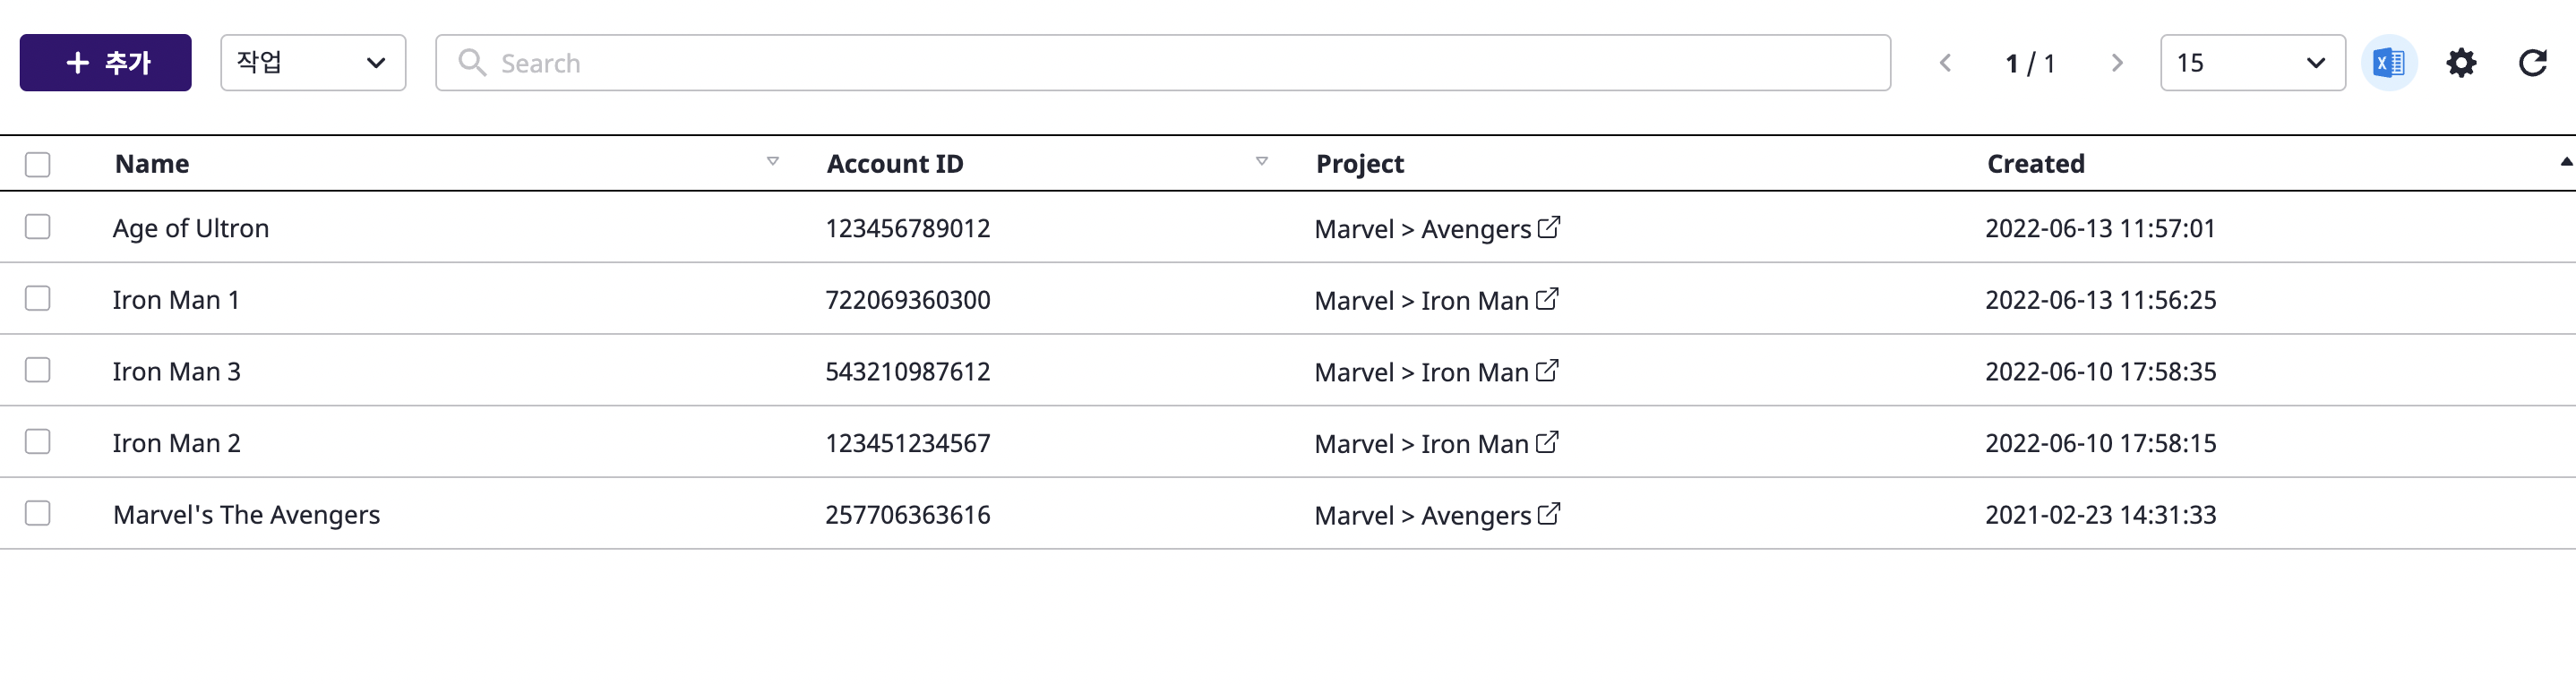 + 추가 작업 Search 1 / 1 15
Name Account ID Project Created
Age of Ultron 123456789012 Marvel > Avengers 2022-06-13 11:57:01
Iron Man 1 722069360300 Marvel > Iron Man 2022-06-13 11:56:25
Iron Man 3 543210987612 Marvel > Iron Man 2022-06-10 17:58:35
Iron Man 2 123451234567 Marvel > Iron Man 2022-06-10 17:58:15
Marvel's The Avengers 257706363616 Marvel > Avengers 2021-02-23 14:31:33